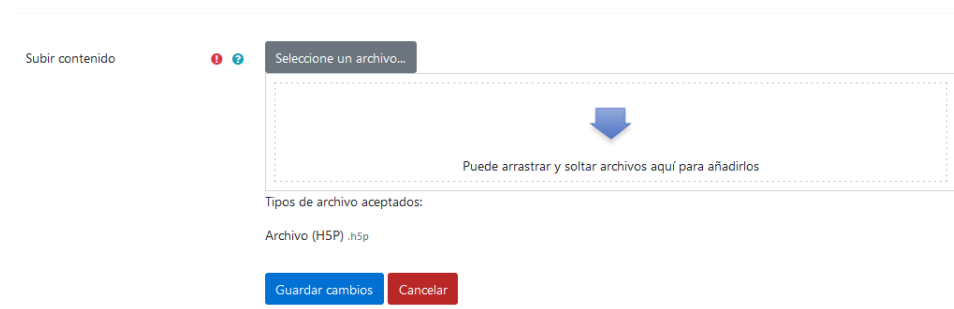 Subir contenido
Seleccione un archivo...
Puede arrastrar y soltar archivos aquí para añadirlos
Tipos de archivo aceptados:
Archivo (H5P) .h5p
Guardar cambios
Cancelar